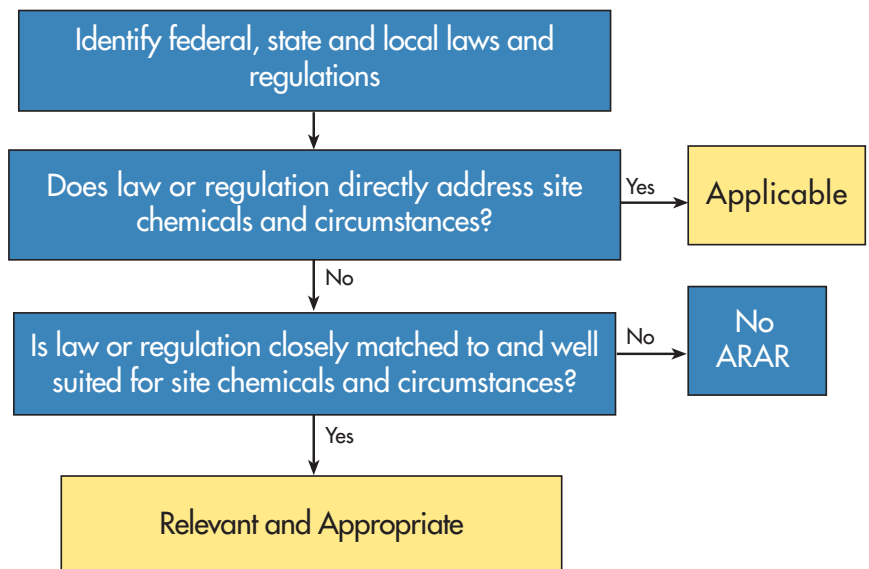 Identify federal, state and local laws and
regulations
Does law or regulation directly address site
chemicals and circumstances?
Yes
Applicable
No
Is law or regulation closely matched to and well
suited for site chemicals and circumstances?
No
No
ARAR
Yes
Relevant and Appropriate